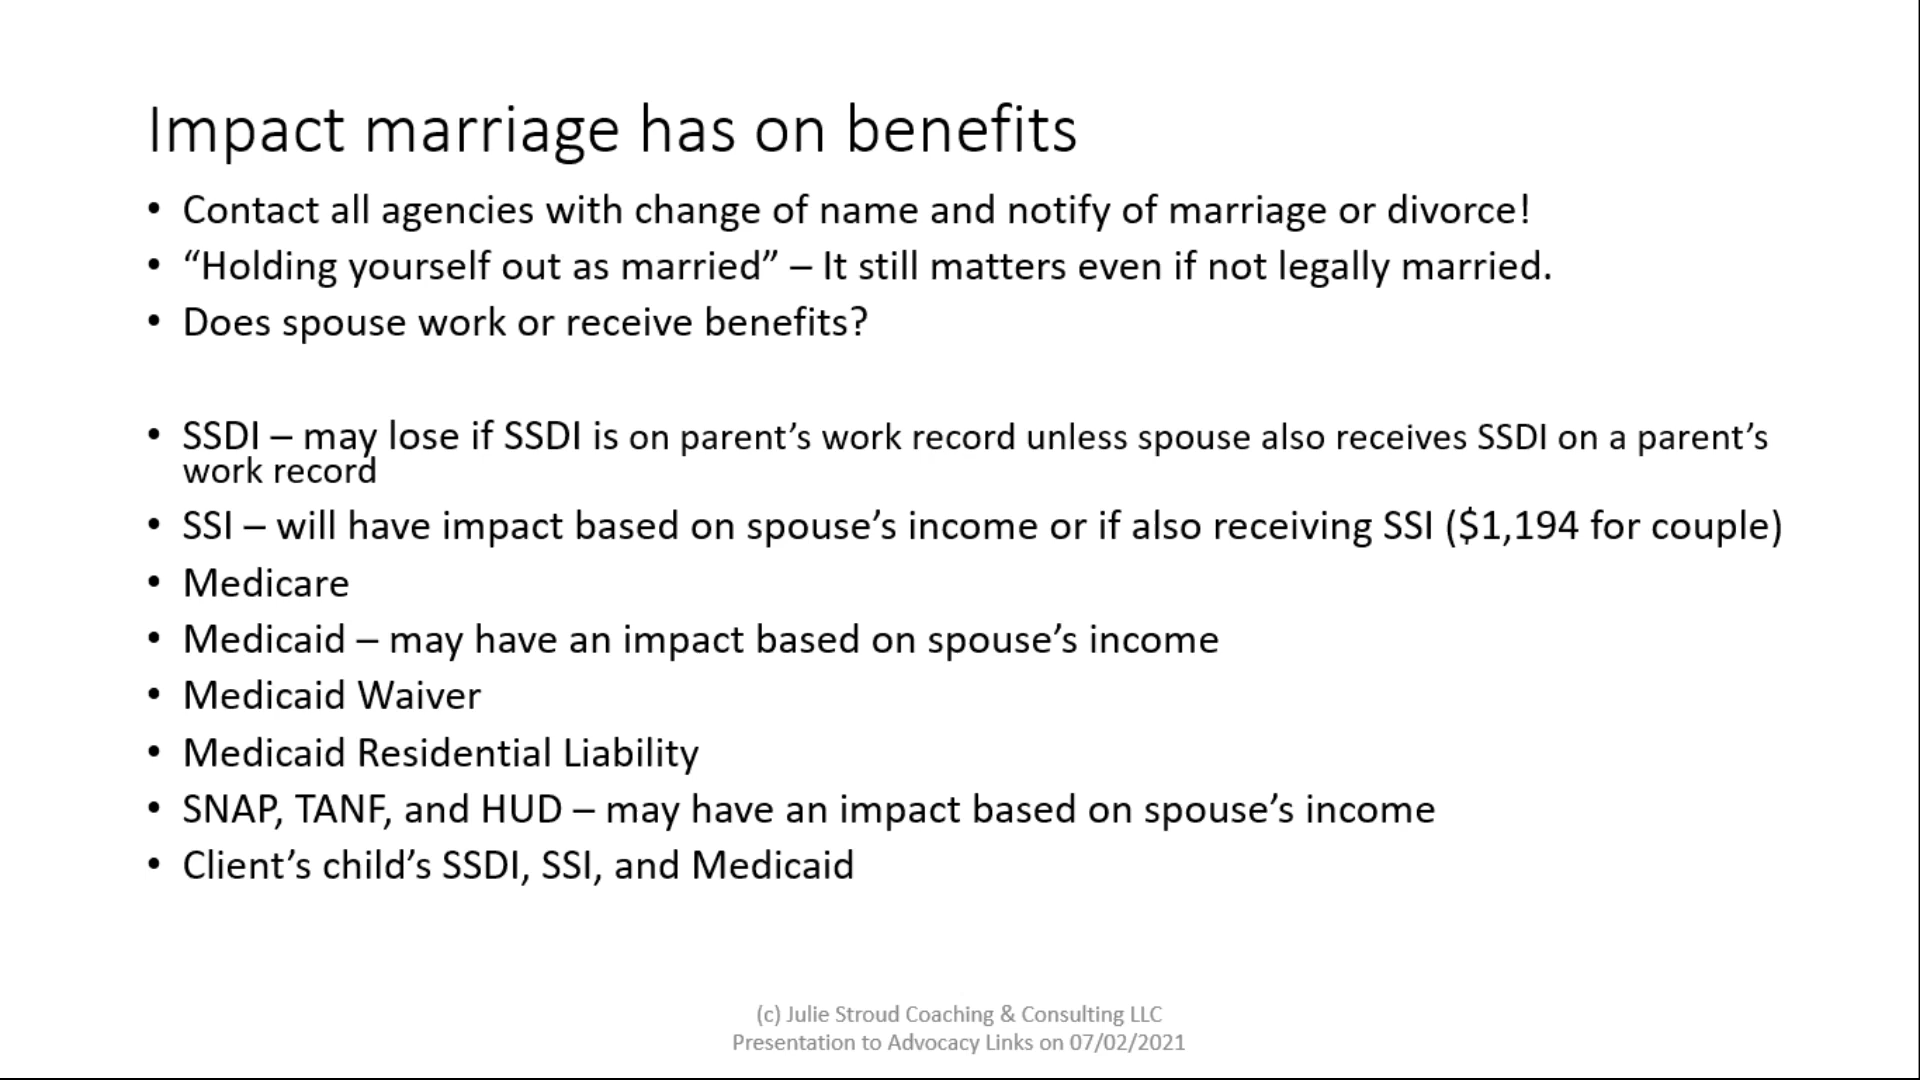 Impact marriage has on benefits
• Contact all agencies with change of name and notify of marriage or divorce!
• “Holding yourself out as married” – It still matters even if not legally married.
• Does spouse work or receive benefits?
• SSDI – may lose if SSDI is on parent’s work record unless spouse also receives SSDI on a parent’s
work record
• SSI – will have impact based on spouse’s income or if also receiving SSI ($1,194 for couple)
• Medicare
• Medicaid – may have an impact based on spouse’s income
• Medicaid Waiver
• Medicaid Residential Liability
• SNAP, TANF, and HUD – may have an impact based on spouse’s income
• Client’s child’s SSDI, SSI, and Medicaid
(c) Julie Stroud Coaching & Consulting LLC
Presentation to Advocacy Links on 07/02/2021